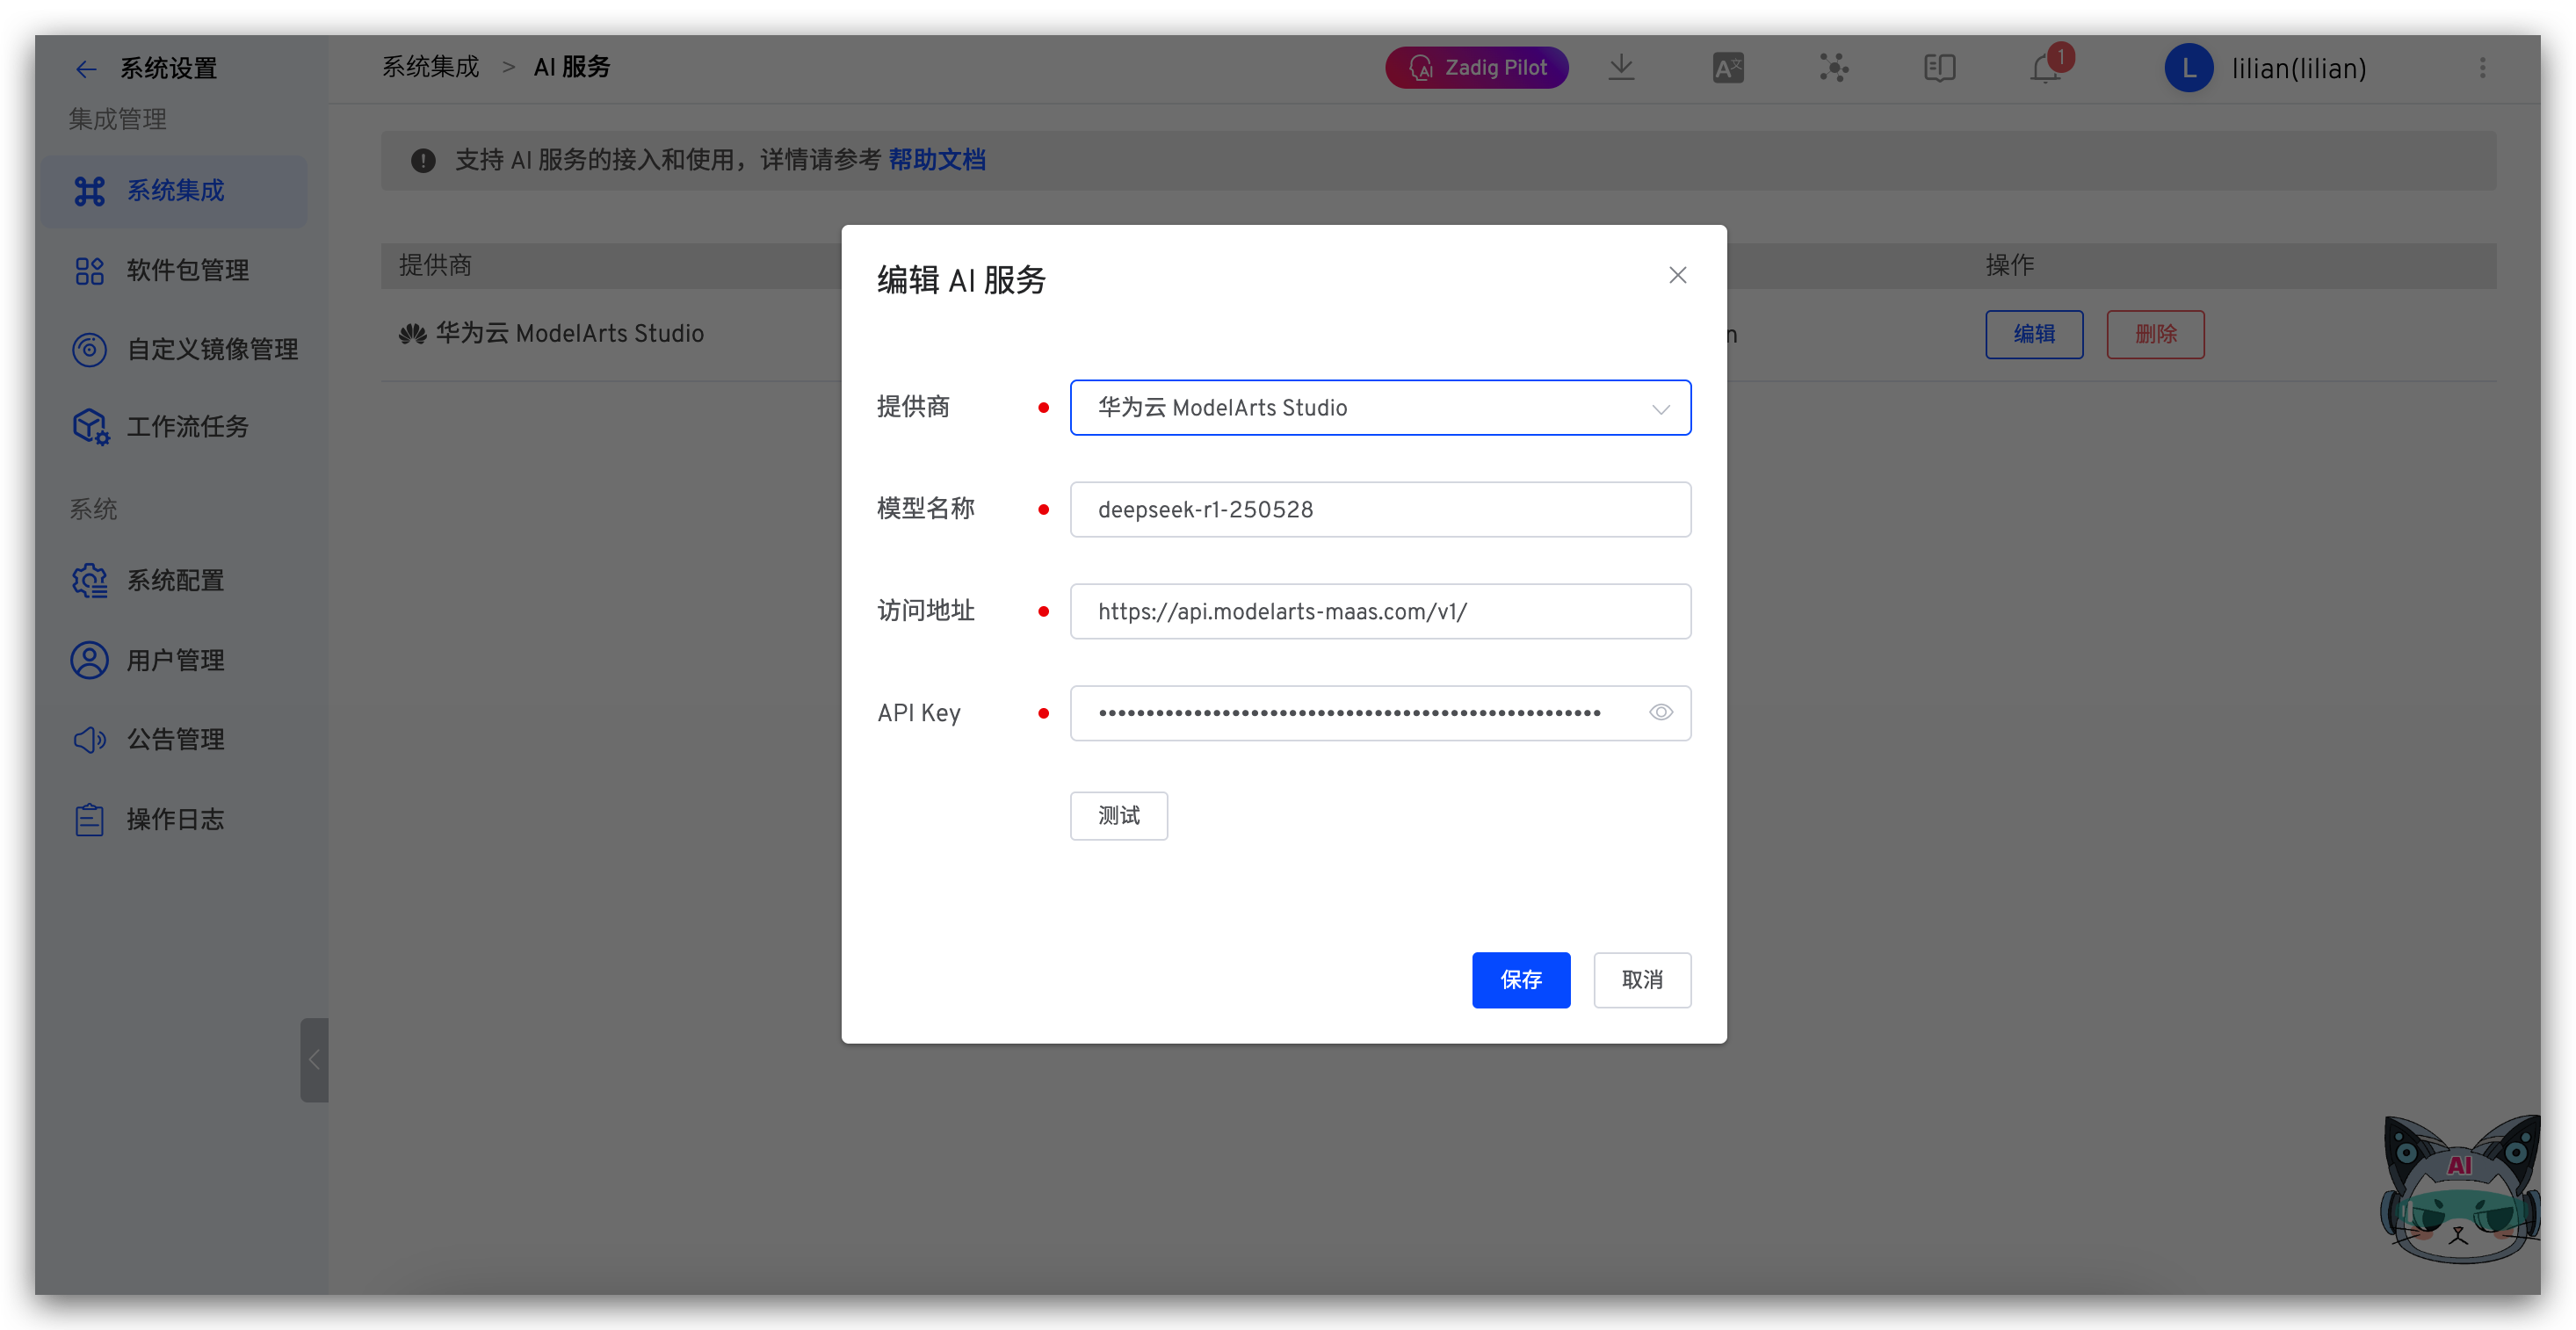 系统设置
系统集成 > AI 服务
Zadig Pilot
A文
1
L lilian(lilian)
集成管理
系统集成
软件包管理
自定义镜像管理
工作流任务
系统
系统配置
用户管理
公告管理
操作日志
支持 AI 服务的接入和使用，详情请参考 帮助文档
提供商 操作
华为云 ModelArts Studio n 编辑 删除
编辑 AI 服务
提供商 华为云 ModelArts Studio
模型名称 deepseek-r1-250528
访问地址 https://api.modelarts-maas.com/v1/
API Key
测试
保存 取消
AI